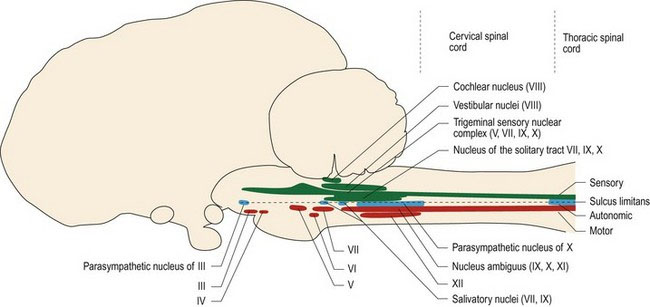 Cervical spinal
cord
Thoracic spinal
cord
Cochlear nucleus (VIII)
Vestibular nuclei (VIII)
Trigeminal sensory nuclear
complex (V, VII, IX, X)
Nucleus of the solitary tract VII, IX, X
Sensory
Sulcus limitans
Autonomic
Motor
Parasympathetic nucleus of X
Nucleus ambiguus (IX, X, XI)
XII
Salivatory nuclei (VII, IX)
VII
VI
V
Parasympathetic nucleus of III
III
IV